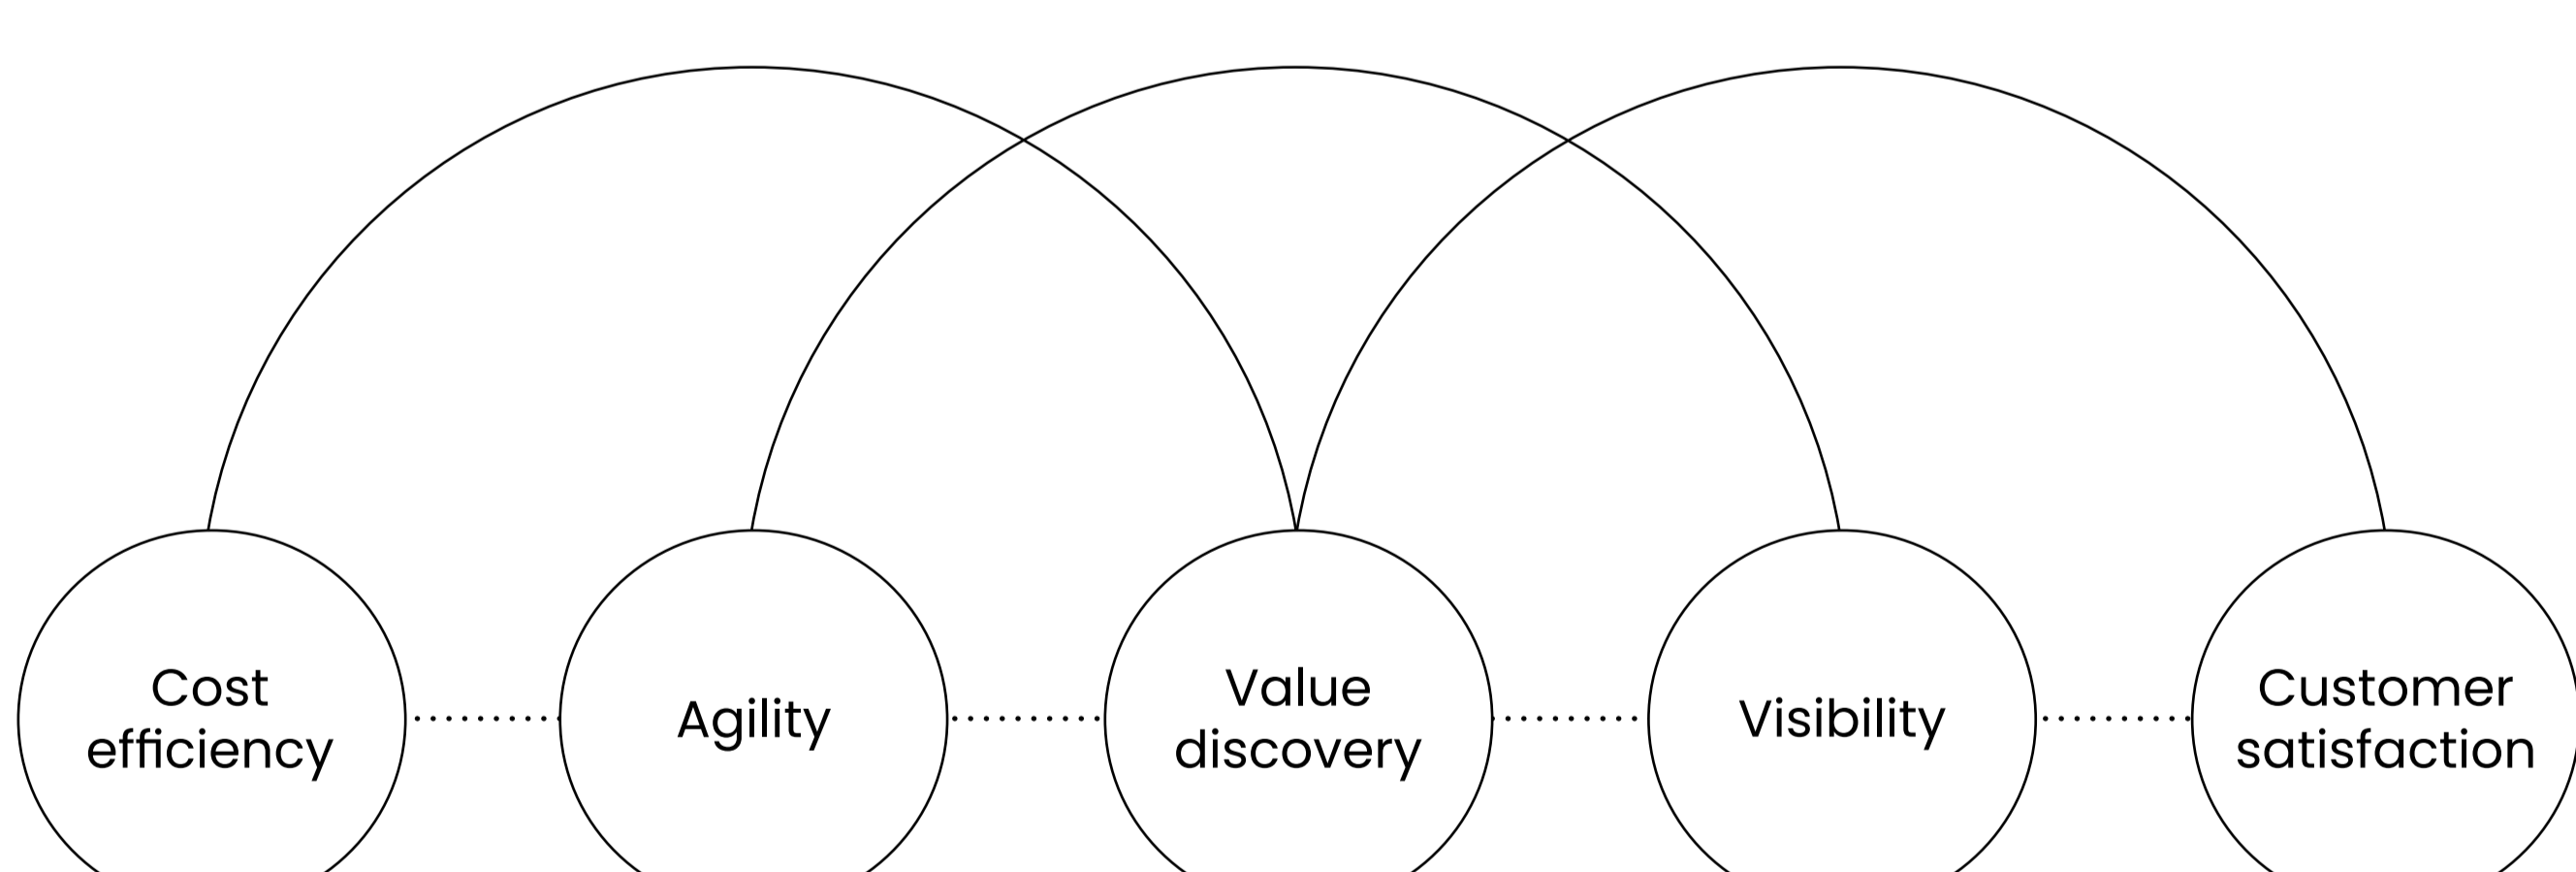 Cost
efficiency
Agility
Value
discovery
Visibility
Customer
satisfaction